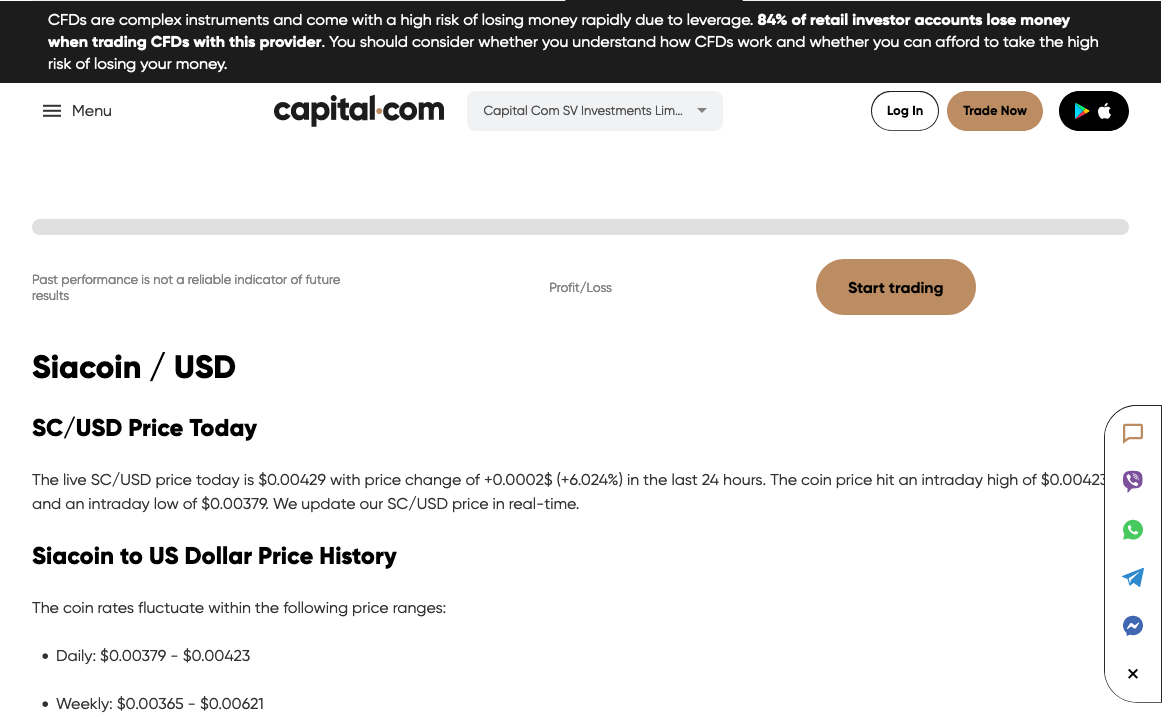 CFDs are complex instruments and come with a high risk of losing money rapidly due to leverage. 84% of retail investor accounts lose money
when trading CFDs with this provider. You should consider whether you understand how CFDs work and whether you can afford to take the high
risk of losing your money.
Menu
capital.com
Capital Com SV Investments Lim...
Log In
Trade Now
Past performance is not a reliable indicator of future
results
Profit/Loss
Start trading
Siacoin / USD
SC/USD Price Today
The live SC/USD price today is $0.00429 with price change of +0.0002$ (+6.024%) in the last 24 hours. The coin price hit an intraday high of $0.00423
and an intraday low of $0.00379. We update our SC/USD price in real-time.
Siacoin to US Dollar Price History
The coin rates fluctuate within the following price ranges:
• Daily: $0.00379 - $0.00423
• Weekly: $0.00365 - $0.00621